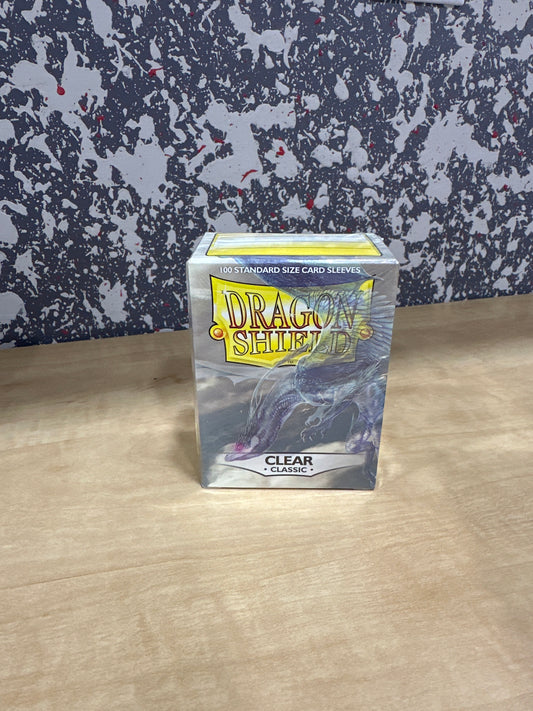 100 STANDARD SIZE CARD SLEEVES
DRAGON
SHIELD
CLEAR
• CLASSIC •